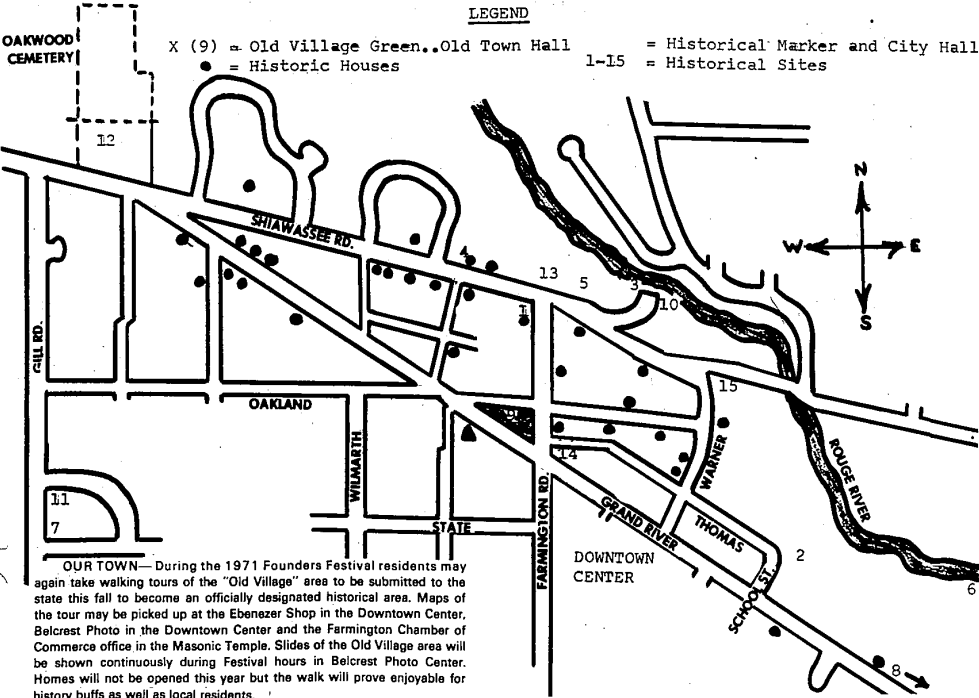 LEGEND
OAKWOOD
CEMETERY
X (9) = Old Village Green..Old Town Hall
= Historical Marker and City Hall
= Historic Houses
1-15 = Historical Sites
12
N
W E
S
SHIAWASSEE RD.
4
13
5
3
10
1
GILL RD.
15
OAKLAND
9
14
WILMARTH
WARNER
ROUGE RIVER
11
7
STATE
FARMINGTON RD.
GRAND RIVER
THOMAS
DOWNTOWN
CENTER
2
SCHOOL ST.
6
8
OUR TOWN— During the 1971 Founders Festival residents may
again take walking tours of the "Old Village" area to be submitted to the
state this fall to become an officially designated historical area. Maps of
the tour may be picked up at the Ebenezer Shop in the Downtown Center,
Belcrest Photo in the Downtown Center and the Farmington Chamber of
Commerce office in the Masonic Temple. Slides of the Old Village area will
be shown continuously during Festival hours in Belcrest Photo Center.
Homes will not be opened this year but the walk will prove enjoyable for
history buffs as well as local residents.